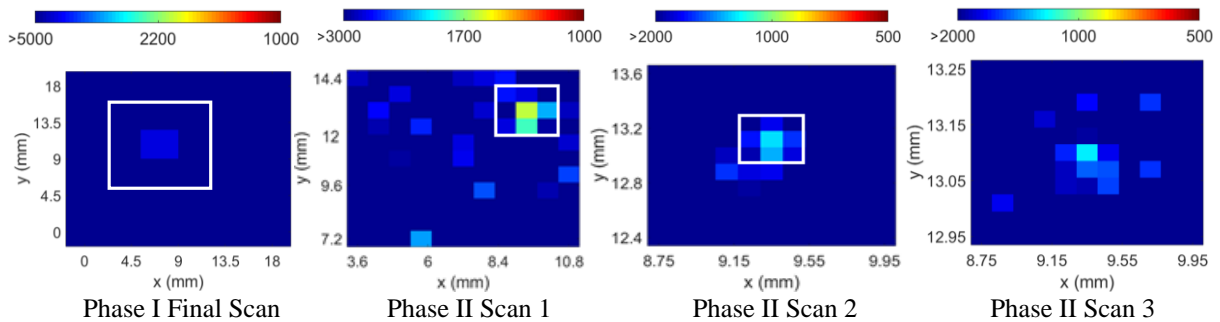 >5000 2200 1000
>3000 1700 1000
>2000 1000 500
>2000 1000 500
18
13.5
9
4.5
0
y (mm)
0 4.5 9 13.5 18
x (mm)
14.4
12
9.6
7.2
y (mm)
3.6 6 8.4 10.8
x (mm)
13.6
13.2
12.8
12.4
y (mm)
8.75 9.15 9.55 9.95
x (mm)
13.25
13.15
13.05
12.95
y (mm)
8.75 9.15 9.55 9.95
x (mm)
Phase I Final Scan
Phase II Scan 1
Phase II Scan 2
Phase II Scan 3